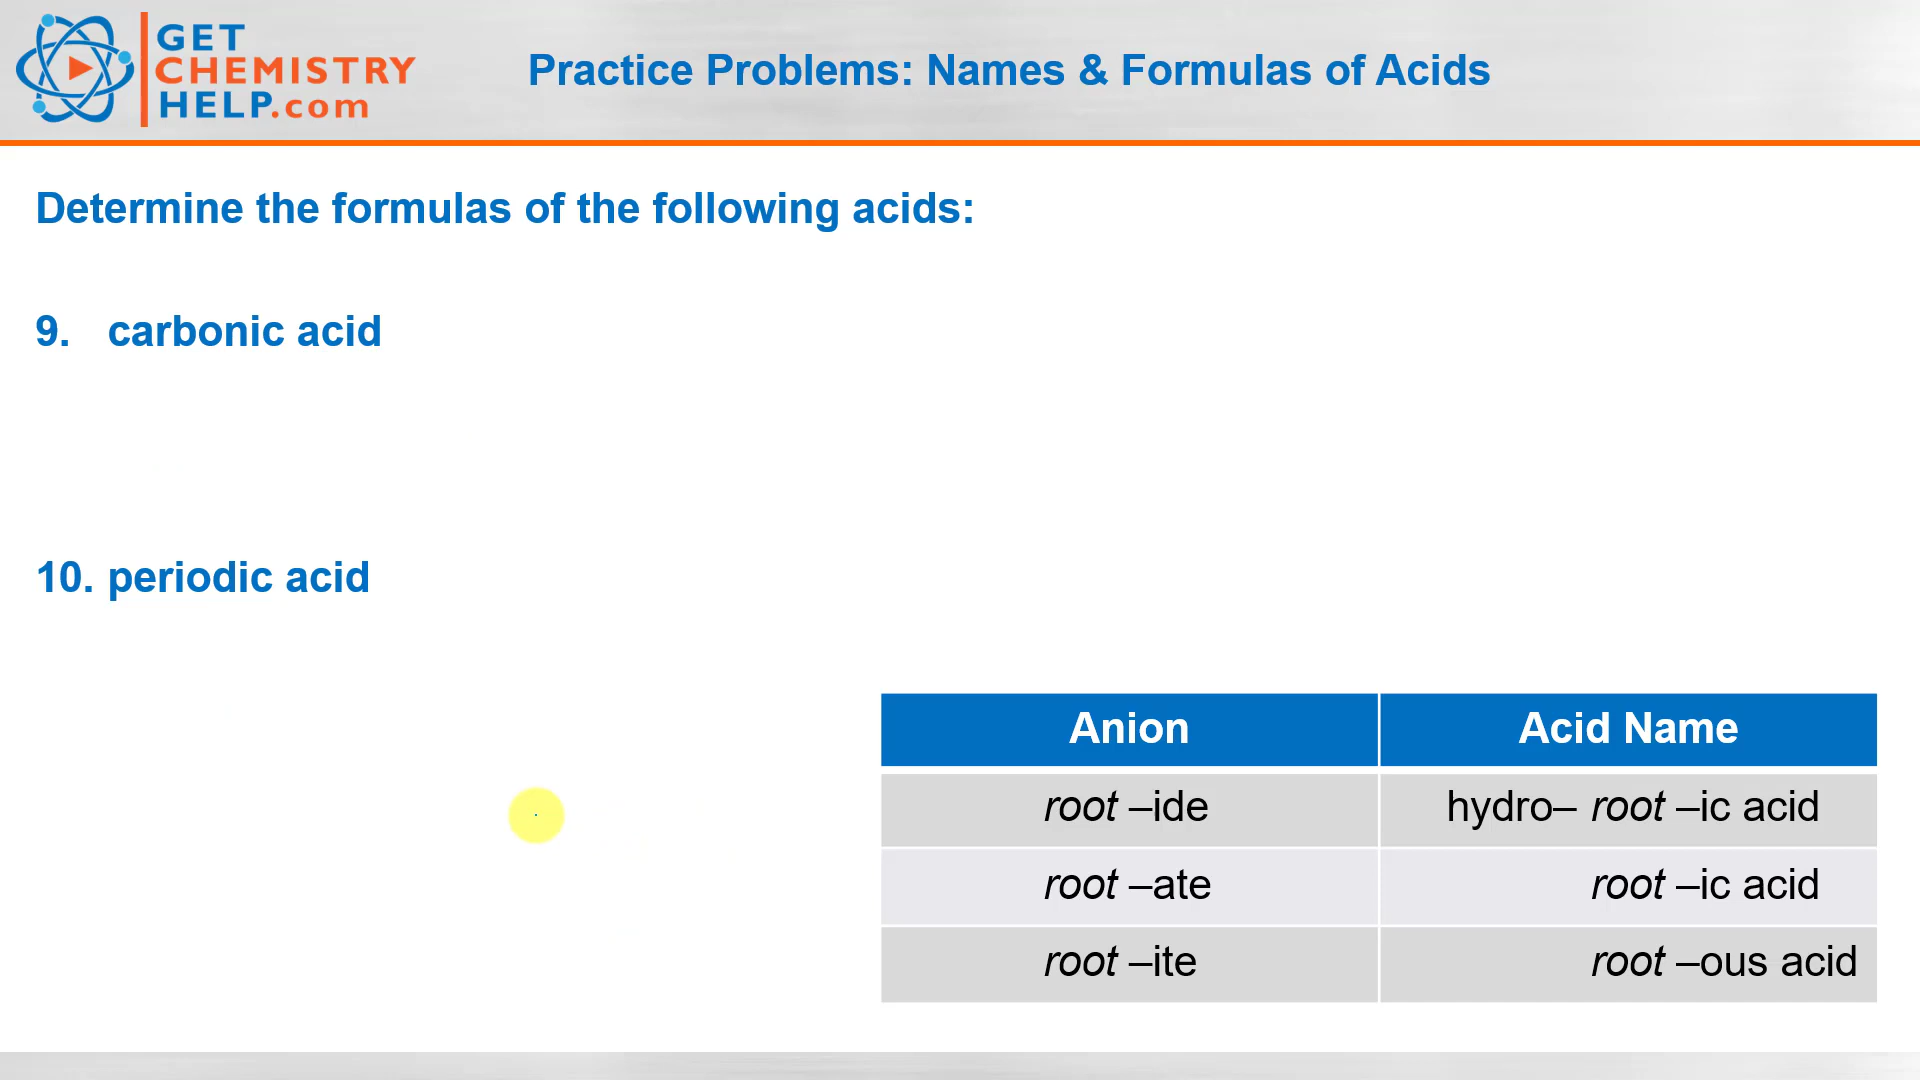 GET
CHEMISTRY
HELP.com
Practice Problems: Names & Formulas of Acids
Determine the formulas of the following acids:
9. carbonic acid
10. periodic acid
Anion Acid Name
root –ide hydro– root –ic acid
root –ate root –ic acid
root –ite root –ous acid